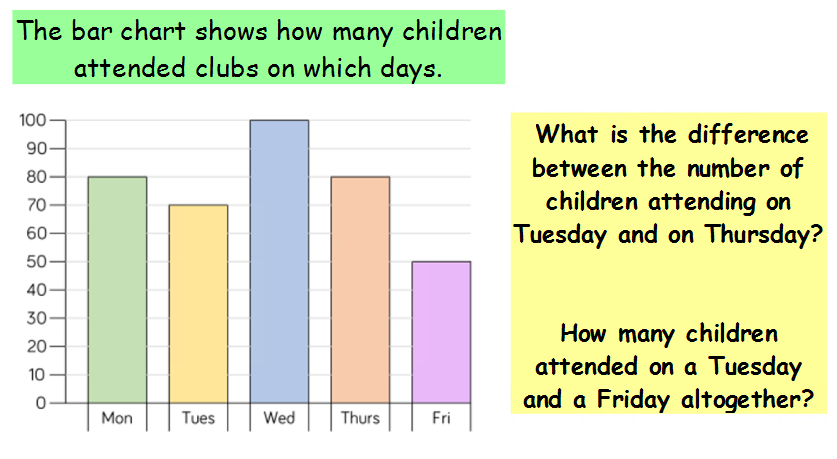 The bar chart shows how many children
attended clubs on which days.
100
90
80
70
60
50
40
30
20
10
0
Mon Tues Wed Thurs Fri
What is the difference
between the number of
children attending on
Tuesday and on Thursday?
How many children
attended on a Tuesday
and a Friday altogether?